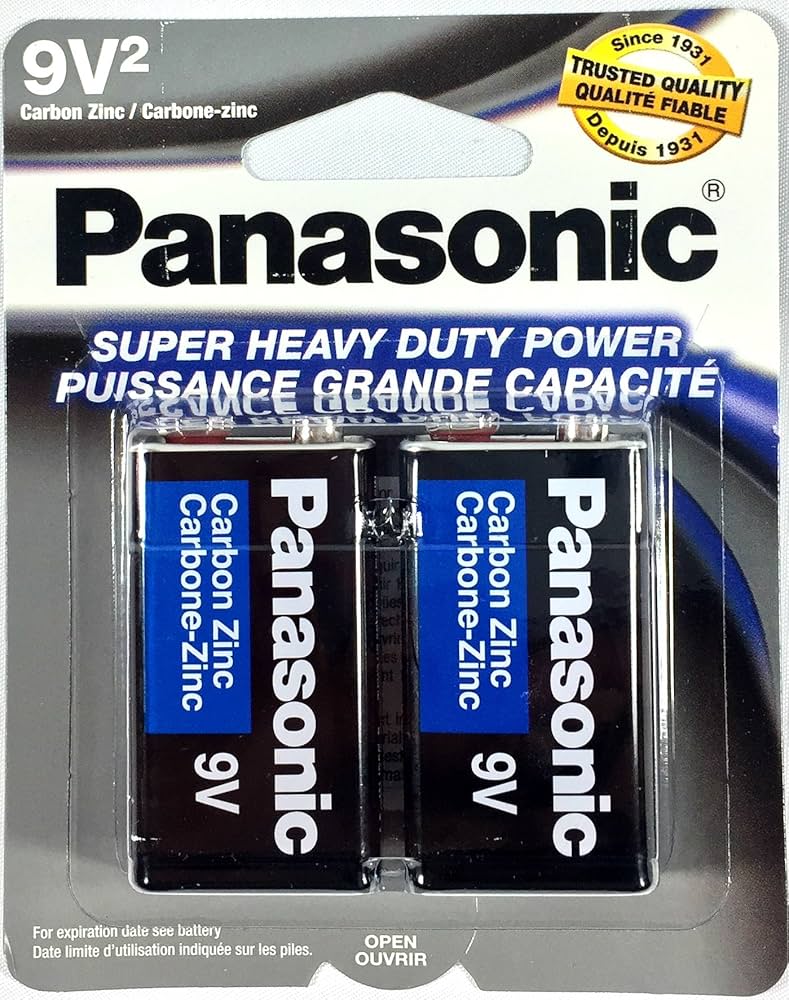 9V²
Carbon Zinc / Carbone-zinc
Since 1931
TRUSTED QUALITY
QUALITÉ FIABLE
Depuis 1931
Panasonic®
SUPER HEAVY DUTY POWER
PUISSANCE GRANDE CAPACITÉ
Panasonic
Carbon Zinc
Carbone-Zinc
9V
Panasonic
Carbon Zinc
Carbone-Zinc
9V
For expiration date see battery
Date limite d'utilisation indiquée sur les piles.
OPEN
OUVRIR